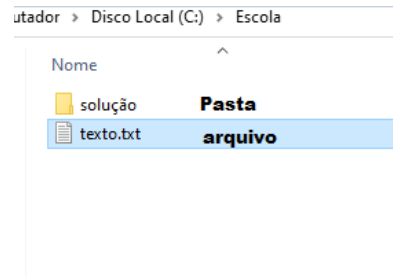 utador > Disco Local (C:) > Escola
Nome
solução Pasta
texto.txt arquivo